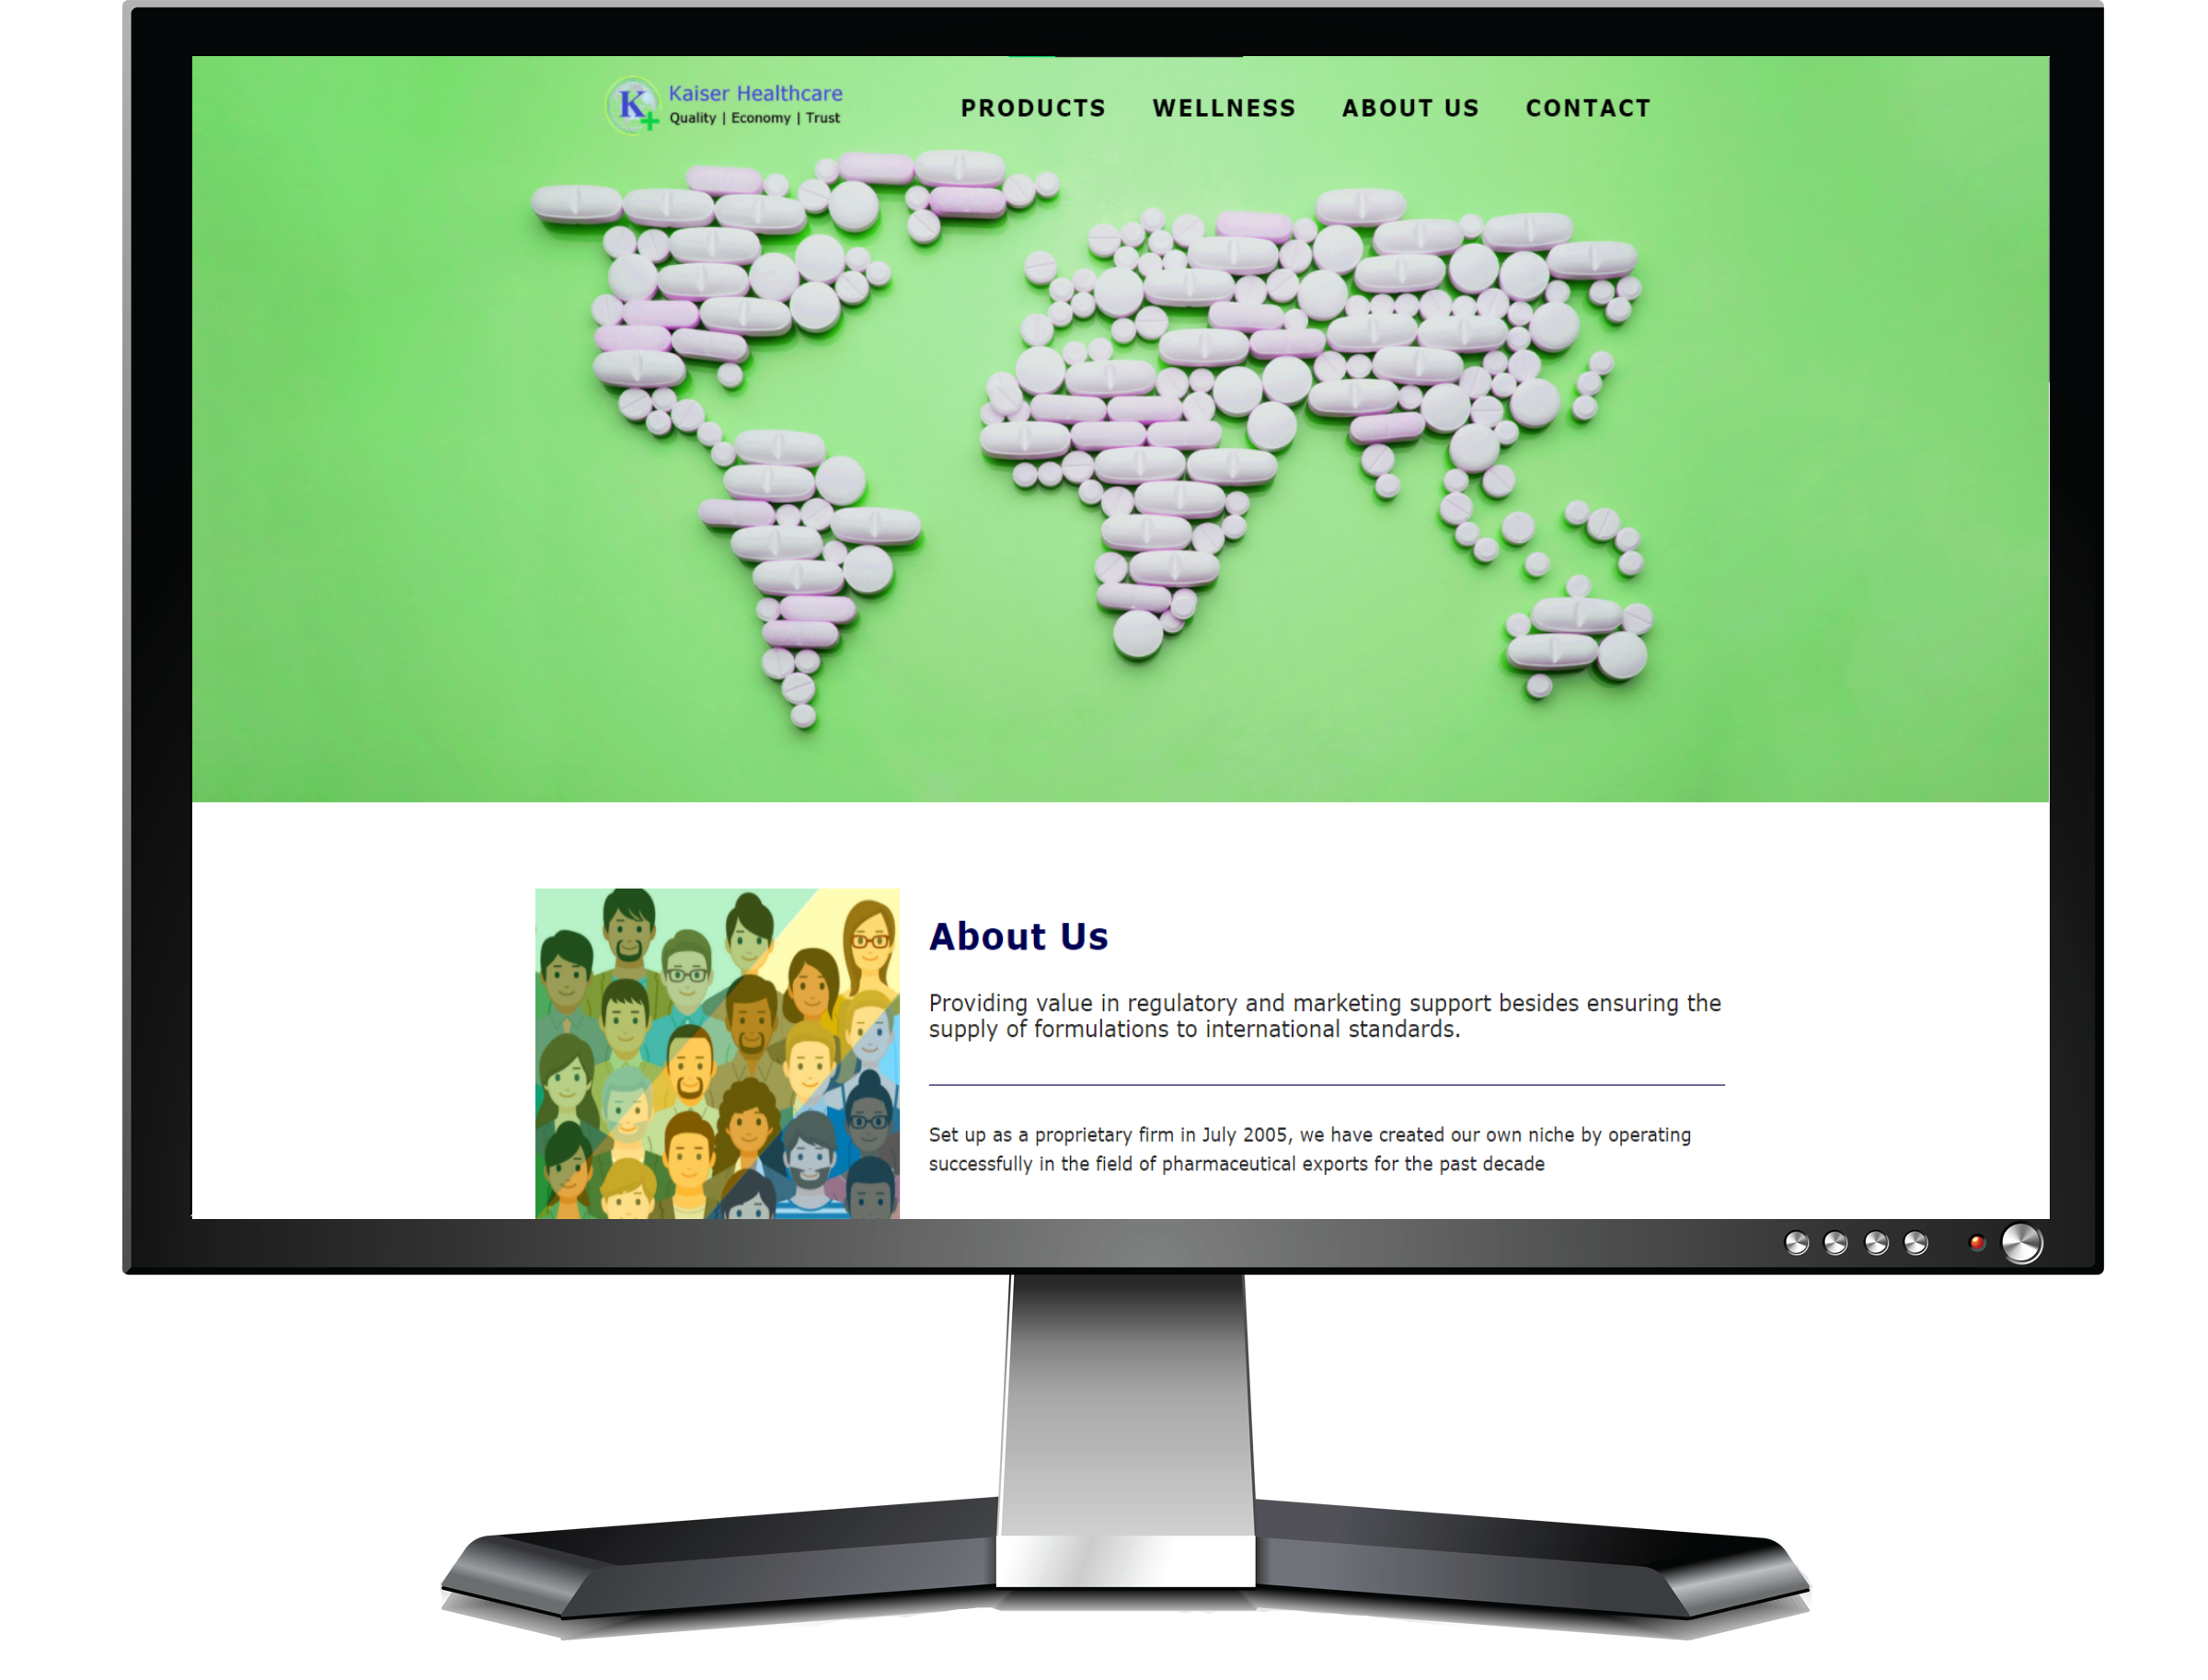 K
Kaiser Healthcare
Quality | Economy | Trust
PRODUCTS WELLNESS ABOUT US CONTACT
About Us
Providing value in regulatory and marketing support besides ensuring the
supply of formulations to international standards.
Set up as a proprietary firm in July 2005, we have created our own niche by operating
successfully in the field of pharmaceutical exports for the past decade